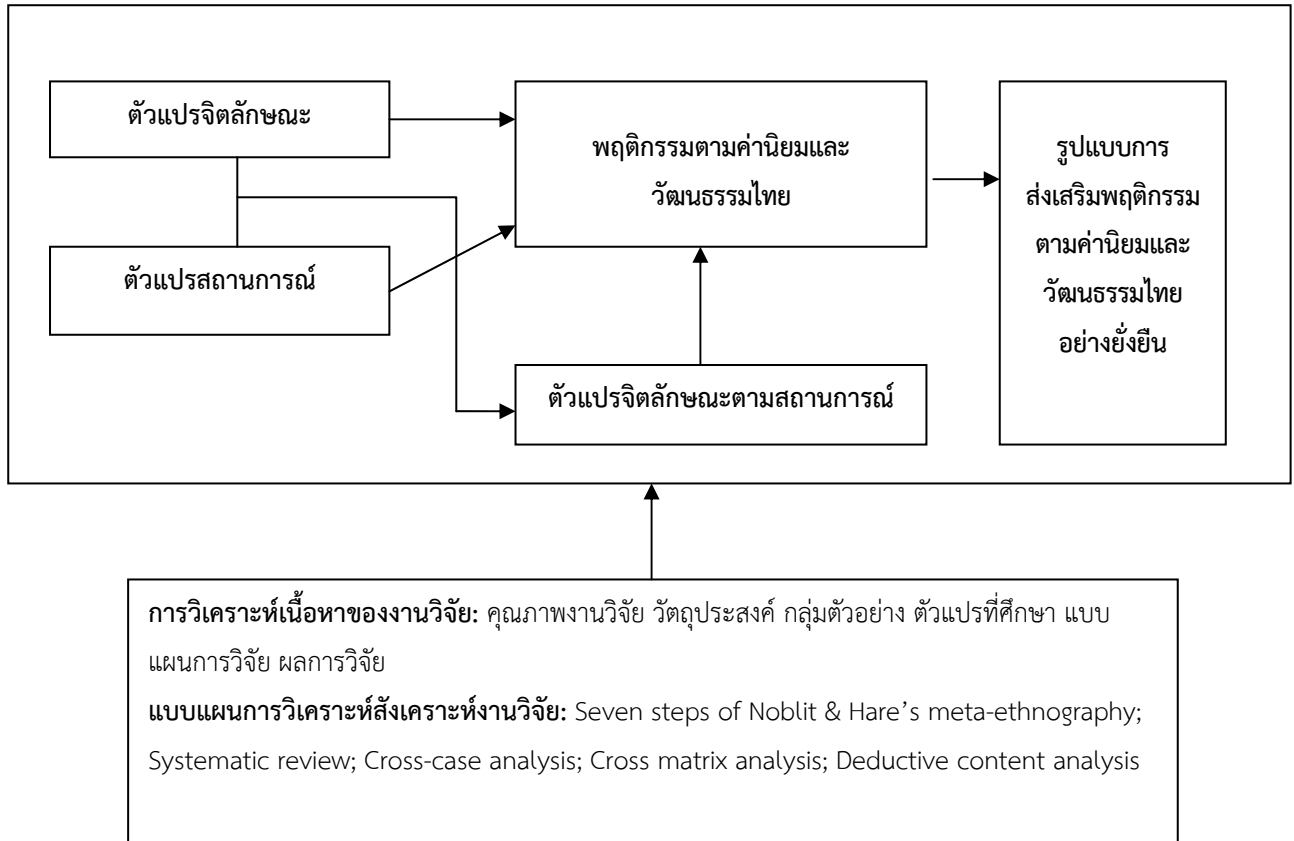 ตัวแปรจิตลักษณะ
ตัวแปรสถานการณ์
พฤติกรรมตามค่านิยมและ
วัฒนธรรมไทย
ตัวแปรจิตลักษณะตามสถานการณ์
รูปแบบการ
ส่งเสริมพฤติกรรม
ตามค่านิยมและ
วัฒนธรรมไทย
อย่างยั่งยืน
การวิเคราะห์เนื้อหาของงานวิจัย: คุณภาพงานวิจัย วัตถุประสงค์ กลุ่มตัวอย่าง ตัวแปรที่ศึกษา แบบ
แผนการวิจัย ผลการวิจัย
แบบแผนการวิเคราะห์สังเคราะห์งานวิจัย: Seven steps of Noblit & Hare’s meta-ethnography;
Systematic review; Cross-case analysis; Cross matrix analysis; Deductive content analysis